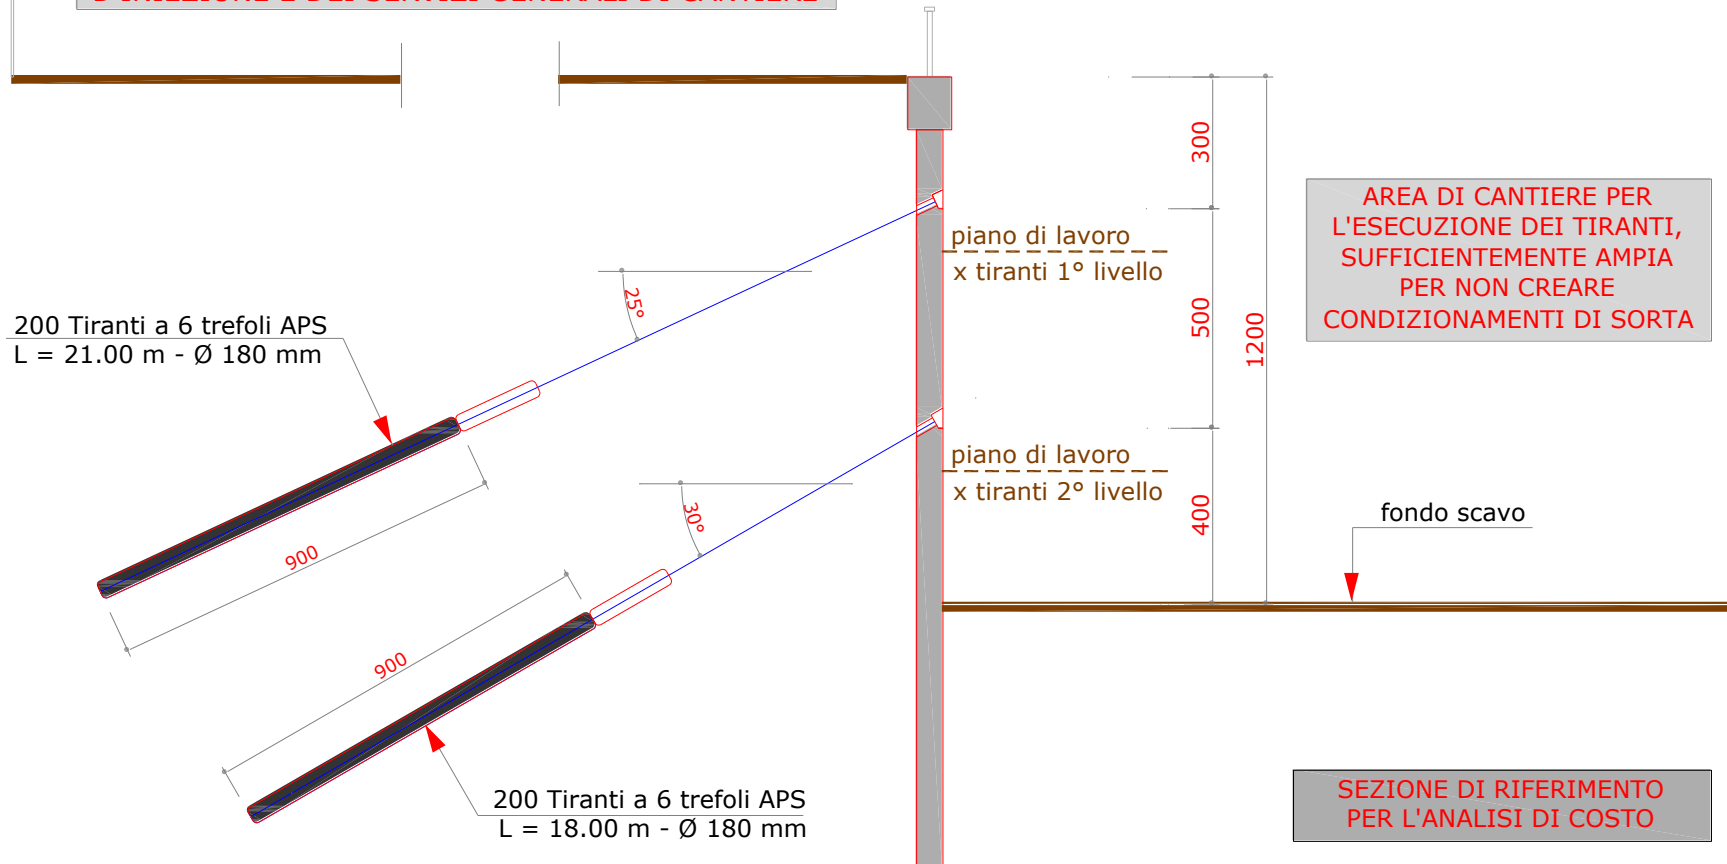 300
AREA DI CANTIERE PER
L'ESECUZIONE DEI TIRANTI,
SUFFICIENTEMENTE AMPIA
PER NON CREARE
CONDIZIONAMENTI DI SORTA
piano di lavoro
x tiranti 1° livello
25°
500
1200
200 Tiranti a 6 trefoli APS
L = 21.00 m - Ø 180 mm
piano di lavoro
x tiranti 2° livello
30°
400
fondo scavo
900
900
200 Tiranti a 6 trefoli APS
L = 18.00 m - Ø 180 mm
SEZIONE DI RIFERIMENTO
PER L'ANALISI DI COSTO